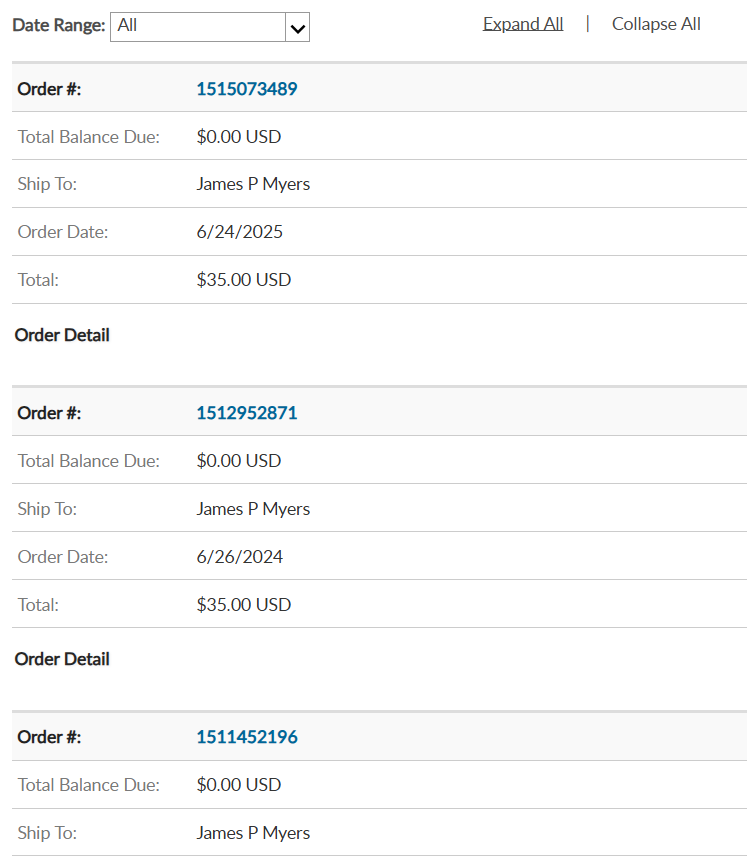 Date Range: All Expand All | Collapse All
Order #: 1515073489
Total Balance Due: $0.00 USD
Ship To: James P Myers
Order Date: 6/24/2025
Total: $35.00 USD
Order Detail
Order #: 1512952871
Total Balance Due: $0.00 USD
Ship To: James P Myers
Order Date: 6/26/2024
Total: $35.00 USD
Order Detail
Order #: 1511452196
Total Balance Due: $0.00 USD
Ship To: James P Myers